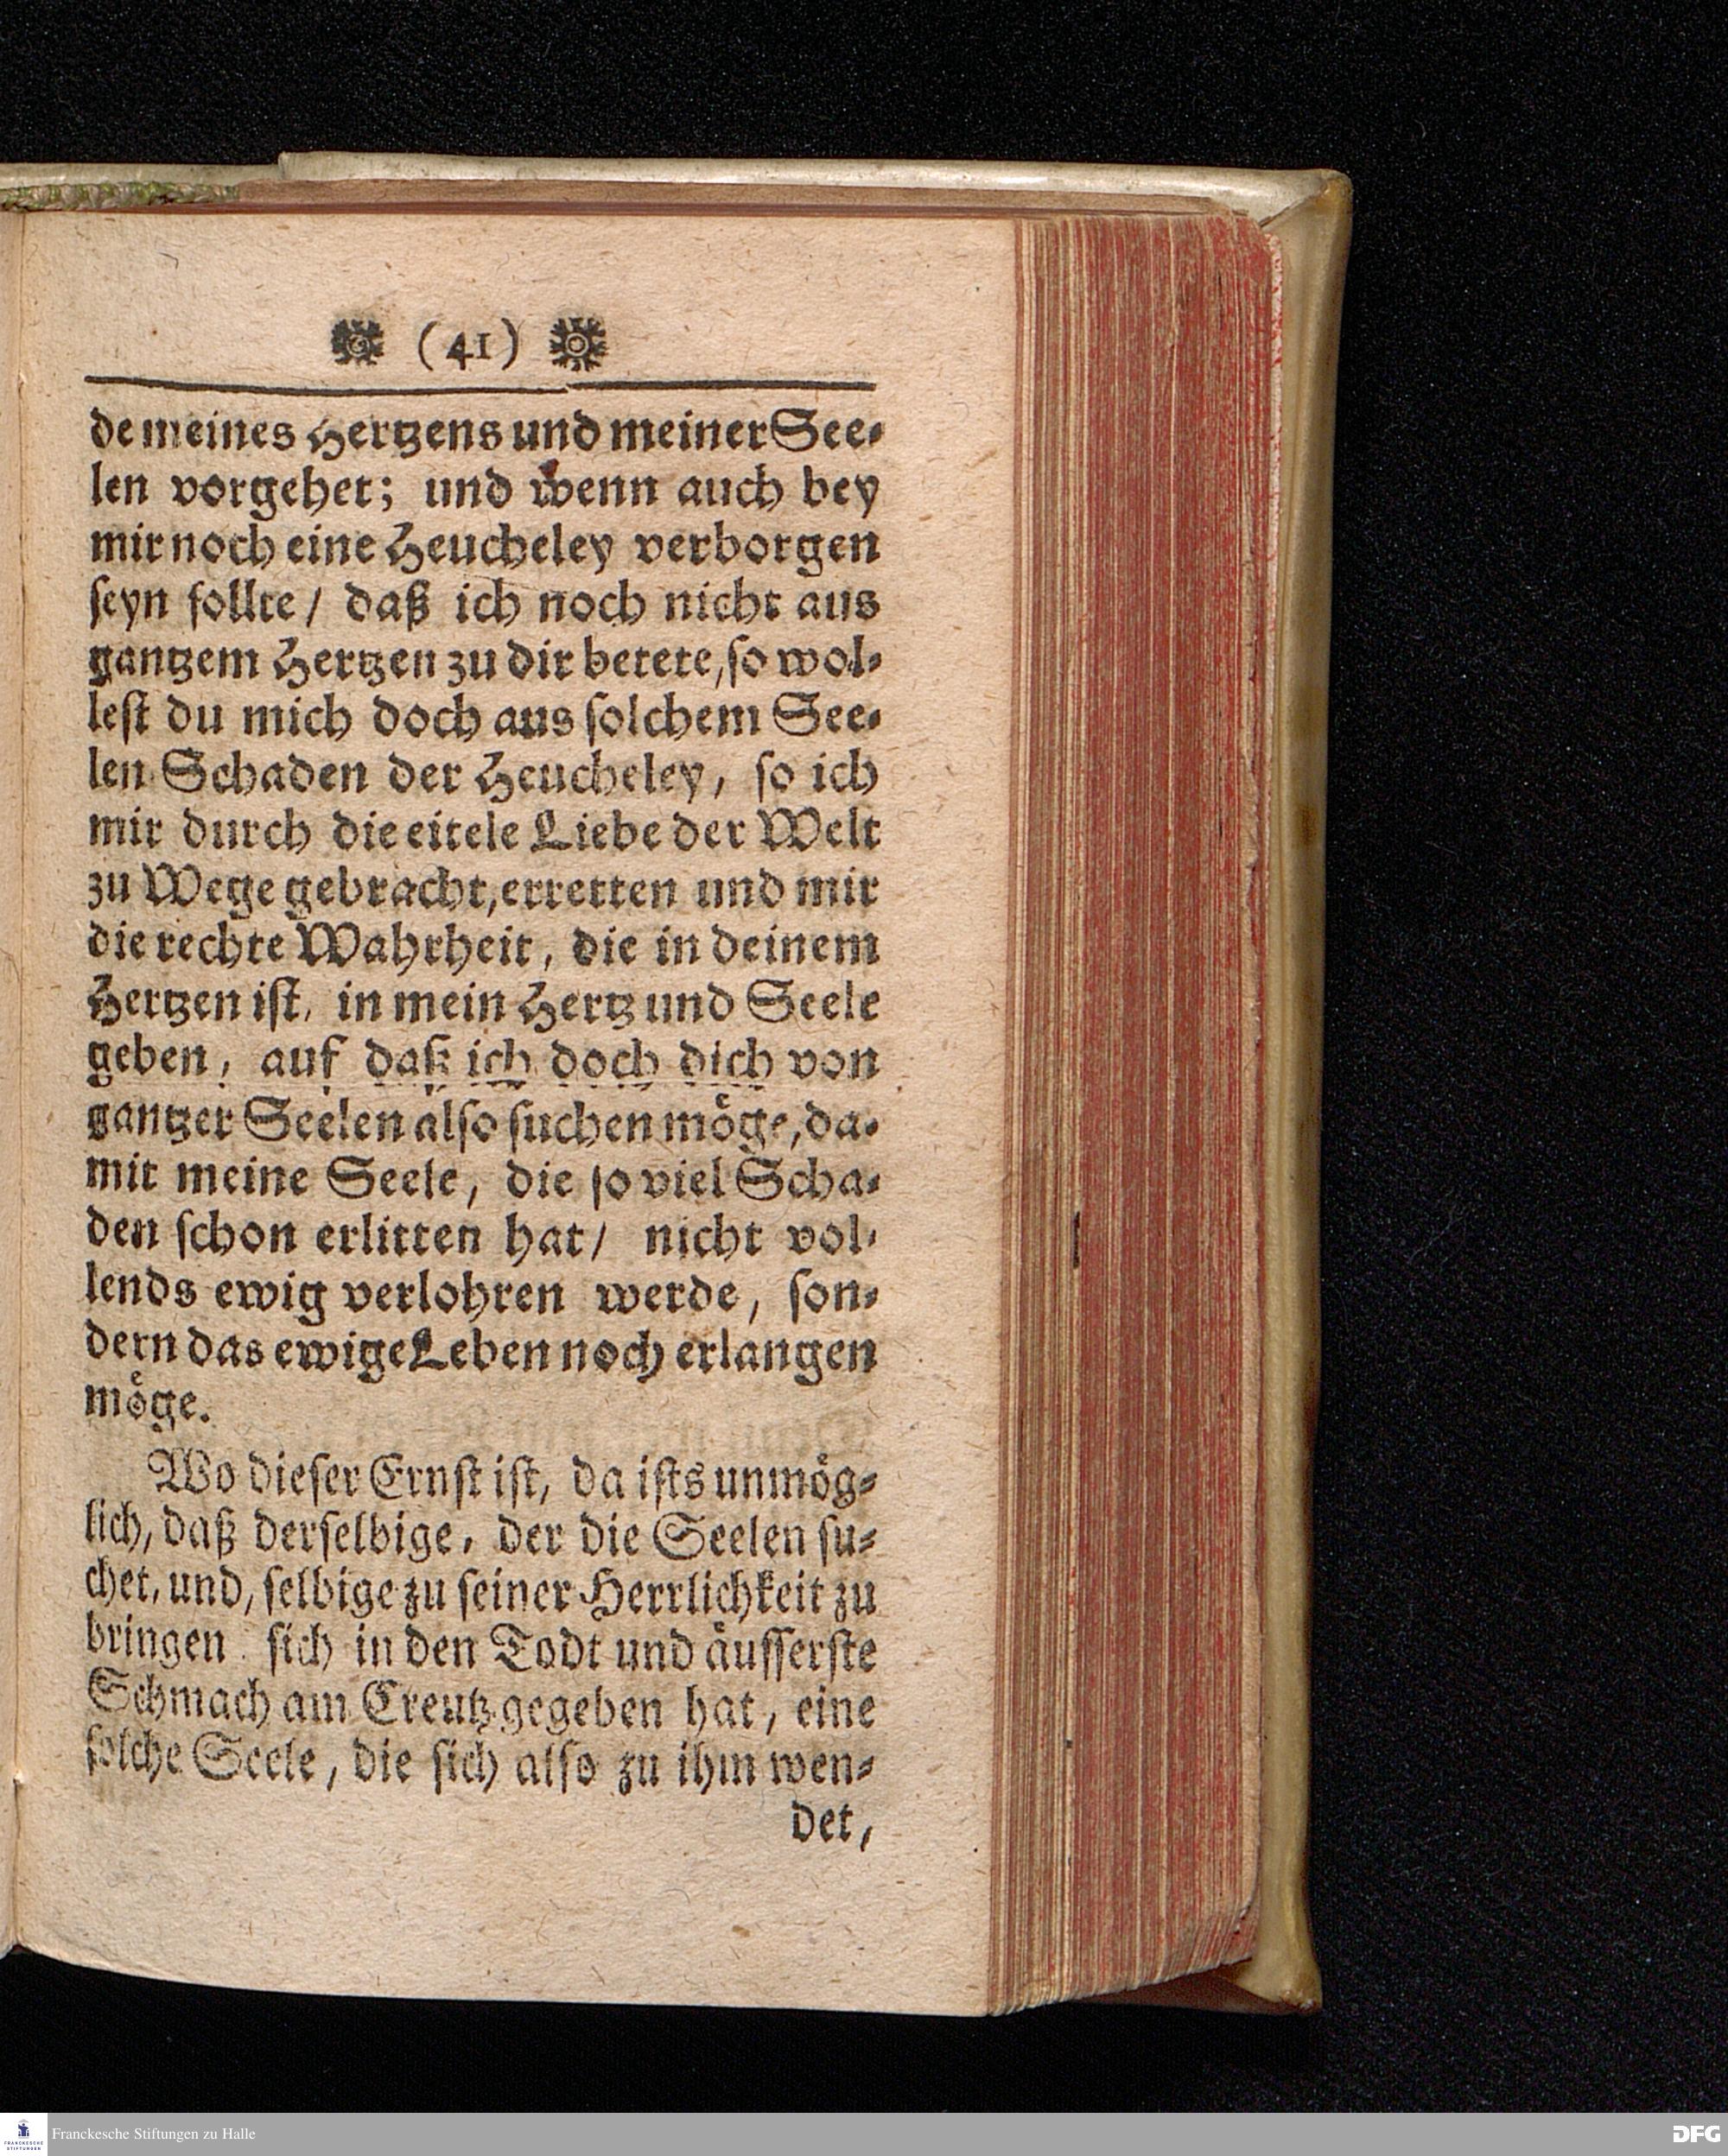 (41)
de meines Hertzens und meiner See-
len vorgehet; und wenn auch bey
mir noch eine Heucheley verborgen
ſeyn ſollte / daß ich noch nicht aus
gantzem Hertzen zu dir betete, ſo wol-
leſt du mich doch aus ſolchem See-
len-Schaden der Heucheley, ſo ich
mir durch die eitele Liebe der Welt
zu Wege gebracht, erretten und mir
die rechte Wahrheit, die in deinem
Hertzen iſt, in mein Hertz und Seele
geben, auf daß ich doch dich von
gantzer Seelen alſo ſuchen möge, da-
mit meine Seele, die ſo viel Scha-
den ſchon erlitten hat / nicht vol-
lends ewig verlohren werde, ſon-
dern das ewige Leben noch erlangen
möge.
Wo dieſer Ernſt iſt, da iſts unmög-
lich, daß derſelbige, der die Seelen ſu-
chet, und, ſelbige zu ſeiner Herrlichkeit zu
bringen ſich in den Todt und äuſſerſte
Schmach am Creutz gegeben hat, eine
ſolche Seele, die ſich alſo zu ihm wen-
det,
FRANCKESCHE
STIFTUNGEN
Franckesche Stiftungen zu Halle
DFG